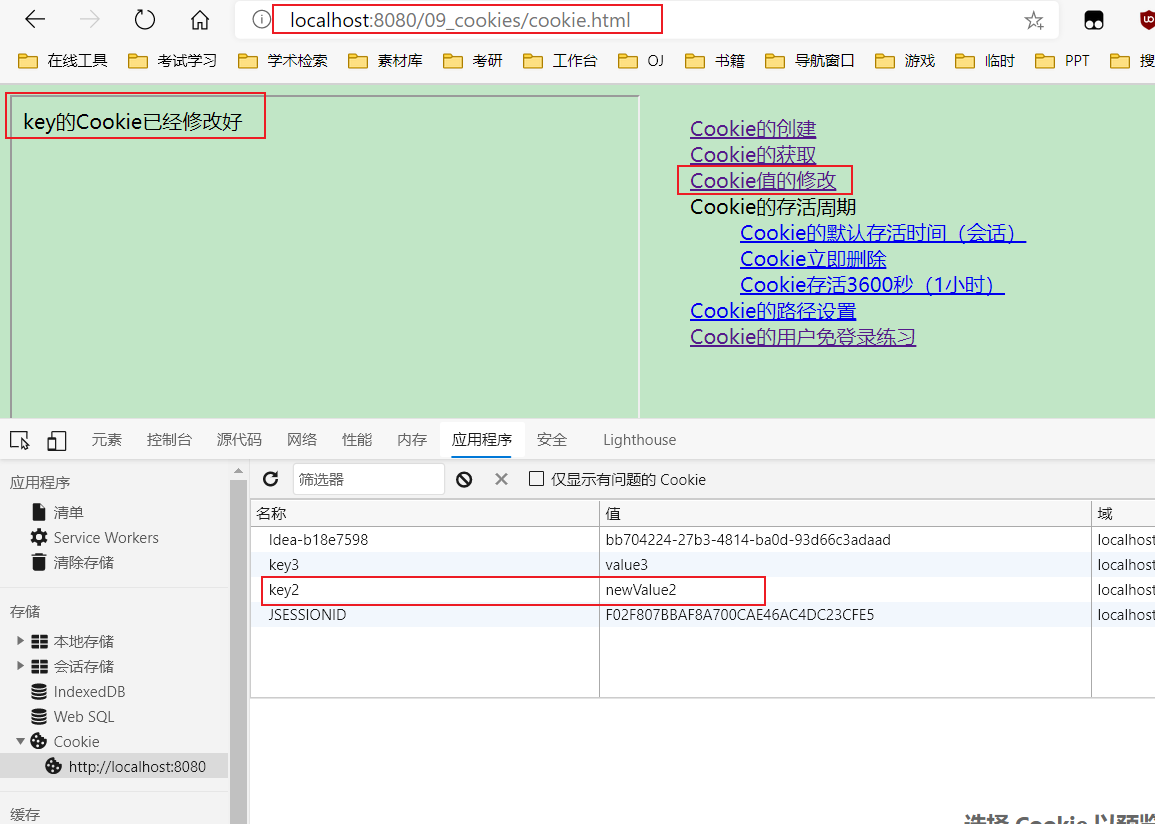 localhost:8080/09_cookies/cookie.html
在线工具 考试学习 学术检索 素材库 考研 工作台 OJ 书籍 导航窗口 游戏 临时 PPT 搜
key的Cookie已经修改好
Cookie的创建
Cookie的获取
Cookie值的修改
Cookie的存活周期
Cookie的默认存活时间（会话）
Cookie立即删除
Cookie存活3600秒（1小时）
Cookie的路径设置
Cookie的用户免登录练习
元素 控制台 源代码 网络 性能 内存 应用程序 安全 Lighthouse
应用程序
清单
Service Workers
清除存储
存储
本地存储
会话存储
IndexedDB
Web SQL
Cookie
http://localhost:8080
缓存
筛选器 仅显示有问题的 Cookie
名称 值 域
Idea-b18e7598 bb704224-27b3-4814-ba0d-93d66c3adaad localhost
key3 value3 localhost
key2 newValue2 localhost
JSESSIONID F02F807BBAF8A700CAE46AC4DC23CFE5 localhost
选择 Cookie 以预览